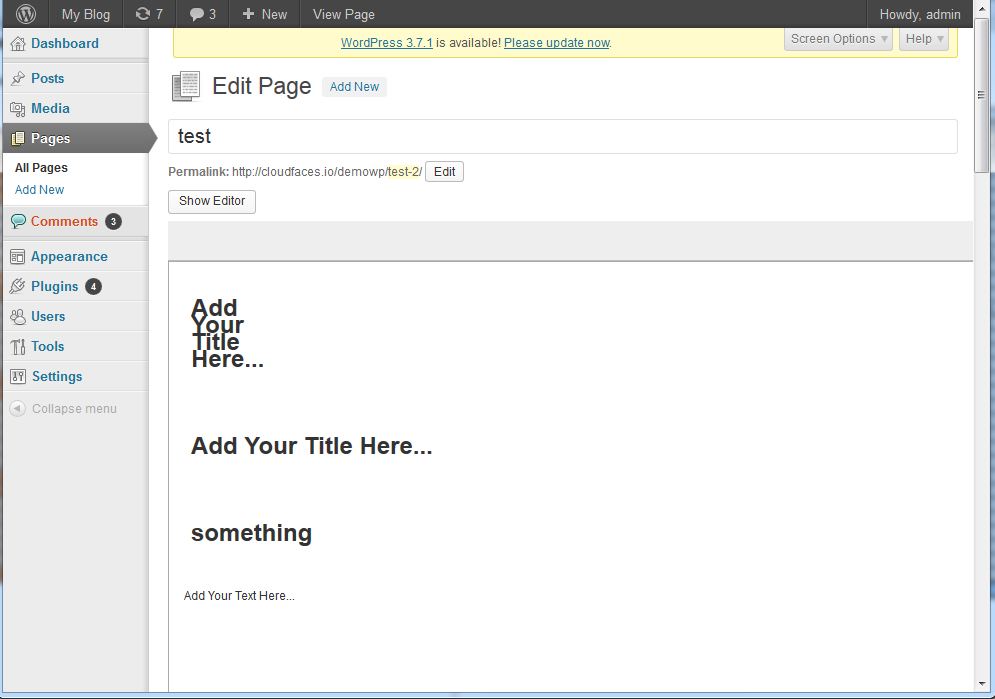 My Blog 7 3 New View Page Howdy, admin
WordPress 3.7.1 is available! Please update now.
Screen Options Help
Dashboard
Posts
Media
Pages
All Pages
Add New
Comments 3
Appearance
Plugins 4
Users
Tools
Settings
Collapse menu
Edit Page Add New
test
Permalink: http://cloudfaces.io/demowp/test-2/ Edit
Show Editor
Add
Your
Title
Here...
Add Your Title Here...
something
Add Your Text Here...